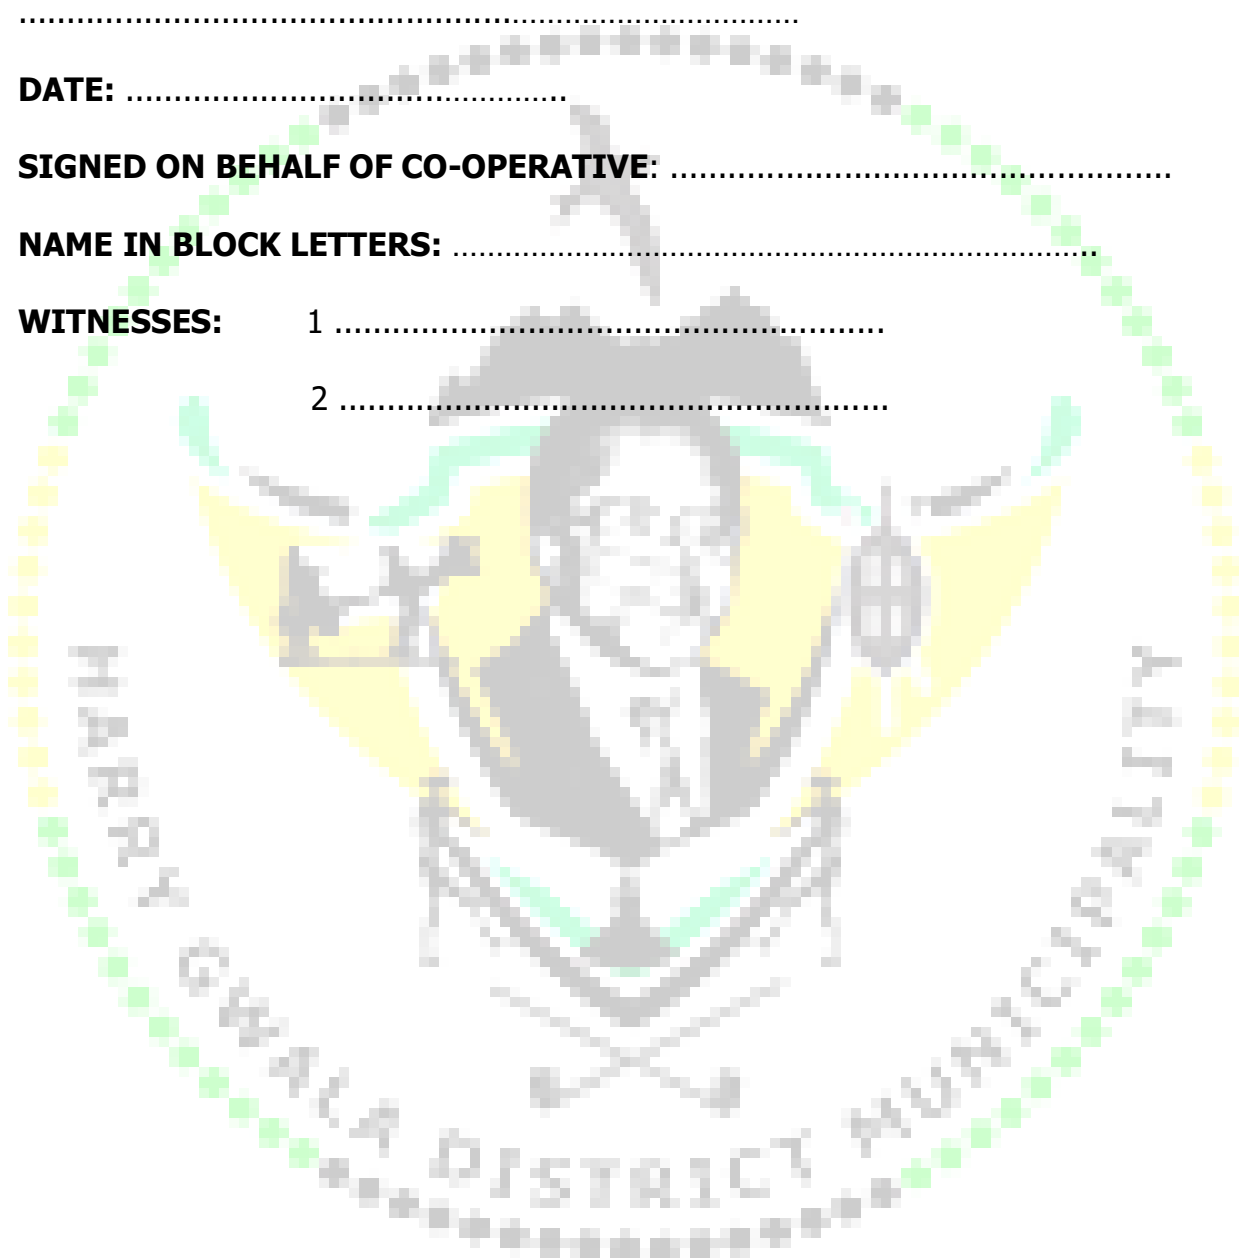 ....................................................................................
DATE: ................................................
SIGNED ON BEHALF OF CO-OPERATIVE: ....................................................
NAME IN BLOCK LETTERS: ..........................................................................
WITNESSES: 1 .........................................................
2 .........................................................
HARRY GWALA DISTRICT MUNICIPALITY